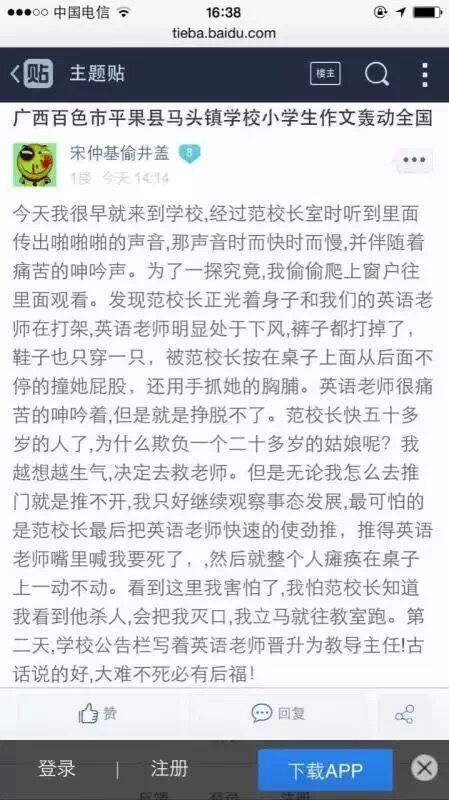 中国电信
16:38
tieba.baidu.com
贴 主题贴 楼主
广西百色市平果县马头镇学校小学生作文轰动全国
宋仲基偷井盖 8
1楼 今天 14:14
今天我很早就来到学校,经过范校长室时听到里面
传出啪啪啪的声音,那声音时而快时而慢,并伴随着
痛苦的呻吟声。为了一探究竟,我偷偷爬上窗户往
里面观看。发现范校长正光着身子和我们的英语老
师在打架,英语老师明显处于下风,裤子都打掉了，
鞋子也只穿一只，被范校长按在桌子上面从后面不
停的撞她屁股，还用手抓她的胸脯。英语老师很痛
苦的呻吟着,但是就是挣脱不了。范校长快五十多
岁的人了,为什么欺负一个二十多岁的姑娘呢？我
越想越生气,决定去救老师。但是无论我怎么去推
门就是推不开,我只好继续观察事态发展,最可怕的
是范校长最后把英语老师快速的使劲推，推得英语
老师嘴里喊我要死了，,然后就整个人瘫痪在桌子
上一动不动。看到这里我害怕了,我怕范校长知道
我看到他杀人,会把我灭口,我立马就往教室跑。第
二天,学校公告栏写着英语老师晋升为教导主任!古
话说的好,大难不死必有后福！
赞 回复
登录 | 注册 下载APP